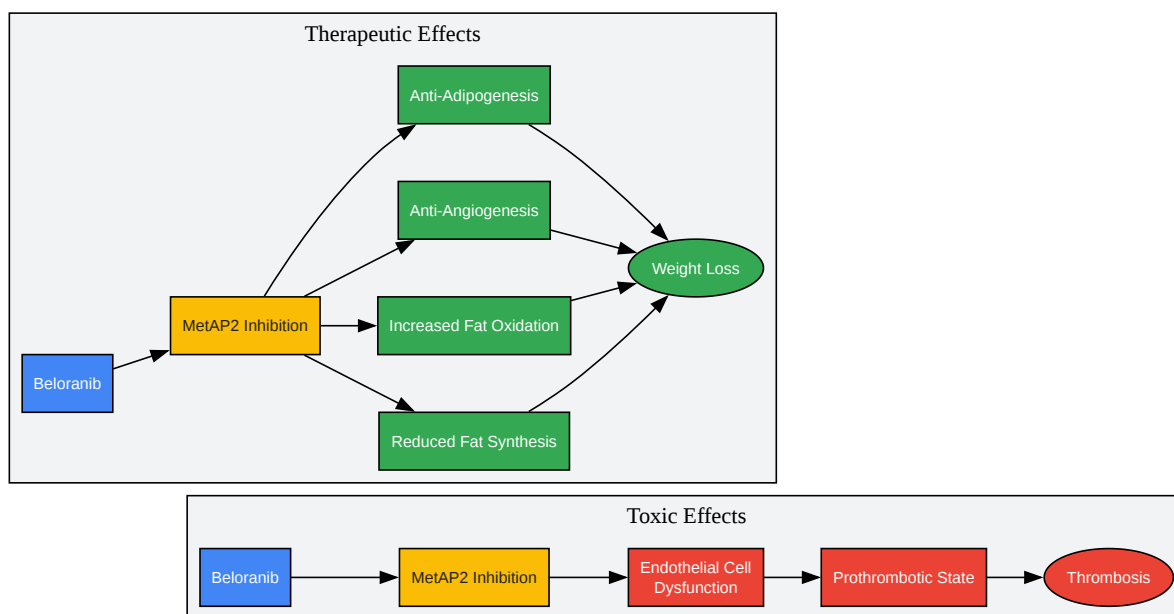 Therapeutic Effects
Anti-Adipogenesis
Anti-Angiogenesis
Weight Loss
MetAP2 Inhibition
Increased Fat Oxidation
Beloranib
Reduced Fat Synthesis
Toxic Effects
Beloranib
MetAP2 Inhibition
Endothelial Cell
Dysfunction
Prothrombotic State
Thrombosis